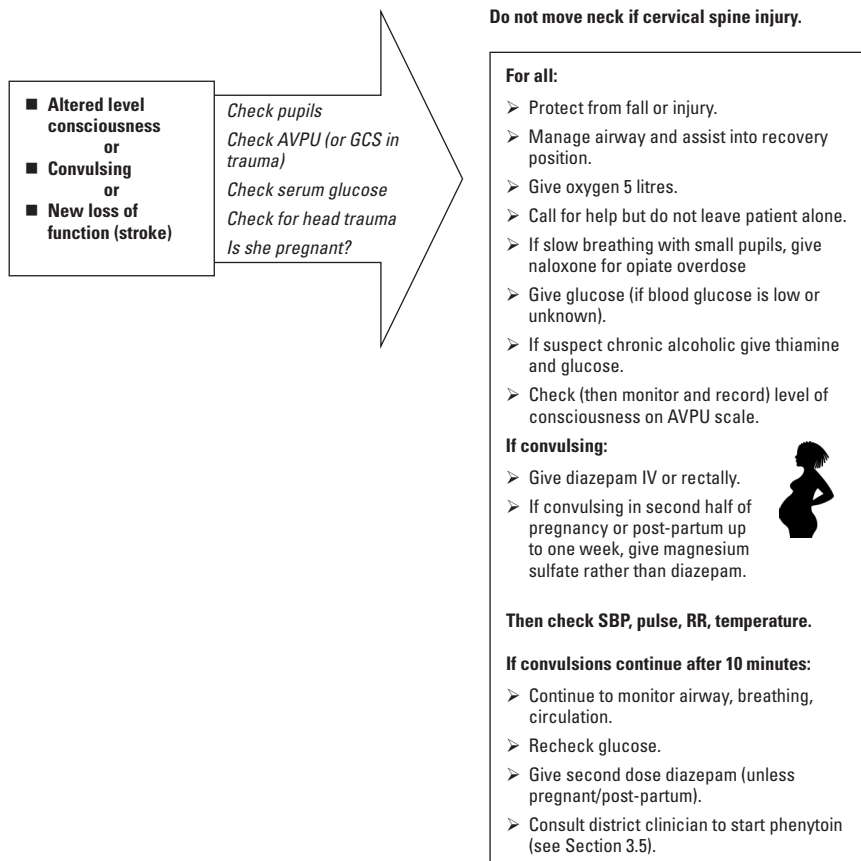 Do not move neck if cervical spine injury.
■ Altered level
consciousness
or
■ Convulsing
or
■ New loss of
function (stroke)
Check pupils
Check AVPU (or GCS in
trauma)
Check serum glucose
Check for head trauma
Is she pregnant?
For all:
➢ Protect from fall or injury.
➢ Manage airway and assist into recovery
position.
➢ Give oxygen 5 litres.
➢ Call for help but do not leave patient alone.
➢ If slow breathing with small pupils, give
naloxone for opiate overdose
➢ Give glucose (if blood glucose is low or
unknown).
➢ If suspect chronic alcoholic give thiamine
and glucose.
➢ Check (then monitor and record) level of
consciousness on AVPU scale.
If convulsing:
➢ Give diazepam IV or rectally.
➢ If convulsing in second half of
pregnancy or post-partum up
to one week, give magnesium
sulfate rather than diazepam.
Then check SBP, pulse, RR, temperature.
If convulsions continue after 10 minutes:
➢ Continue to monitor airway, breathing,
circulation.
➢ Recheck glucose.
➢ Give second dose diazepam (unless
pregnant/post-partum).
➢ Consult district clinician to start phenytoin
(see Section 3.5).